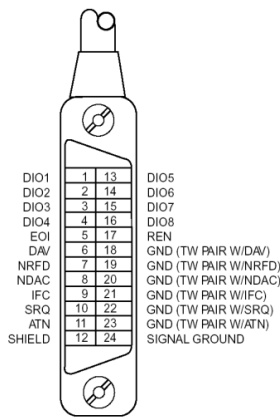 DIO1 1 13 DIO5
DIO2 2 14 DIO6
DIO3 3 15 DIO7
DIO4 4 16 DIO8
EOI 5 17 REN
DAV 6 18 GND (TW PAIR W/DAV)
NRFD 7 19 GND (TW PAIR W/NRFD)
NDAC 8 20 GND (TW PAIR W/NDAC)
IFC 9 21 GND (TW PAIR W/IFC)
SRQ 10 22 GND (TW PAIR W/SRQ)
ATN 11 23 GND (TW PAIR W/ATN)
SHIELD 12 24 SIGNAL GROUND